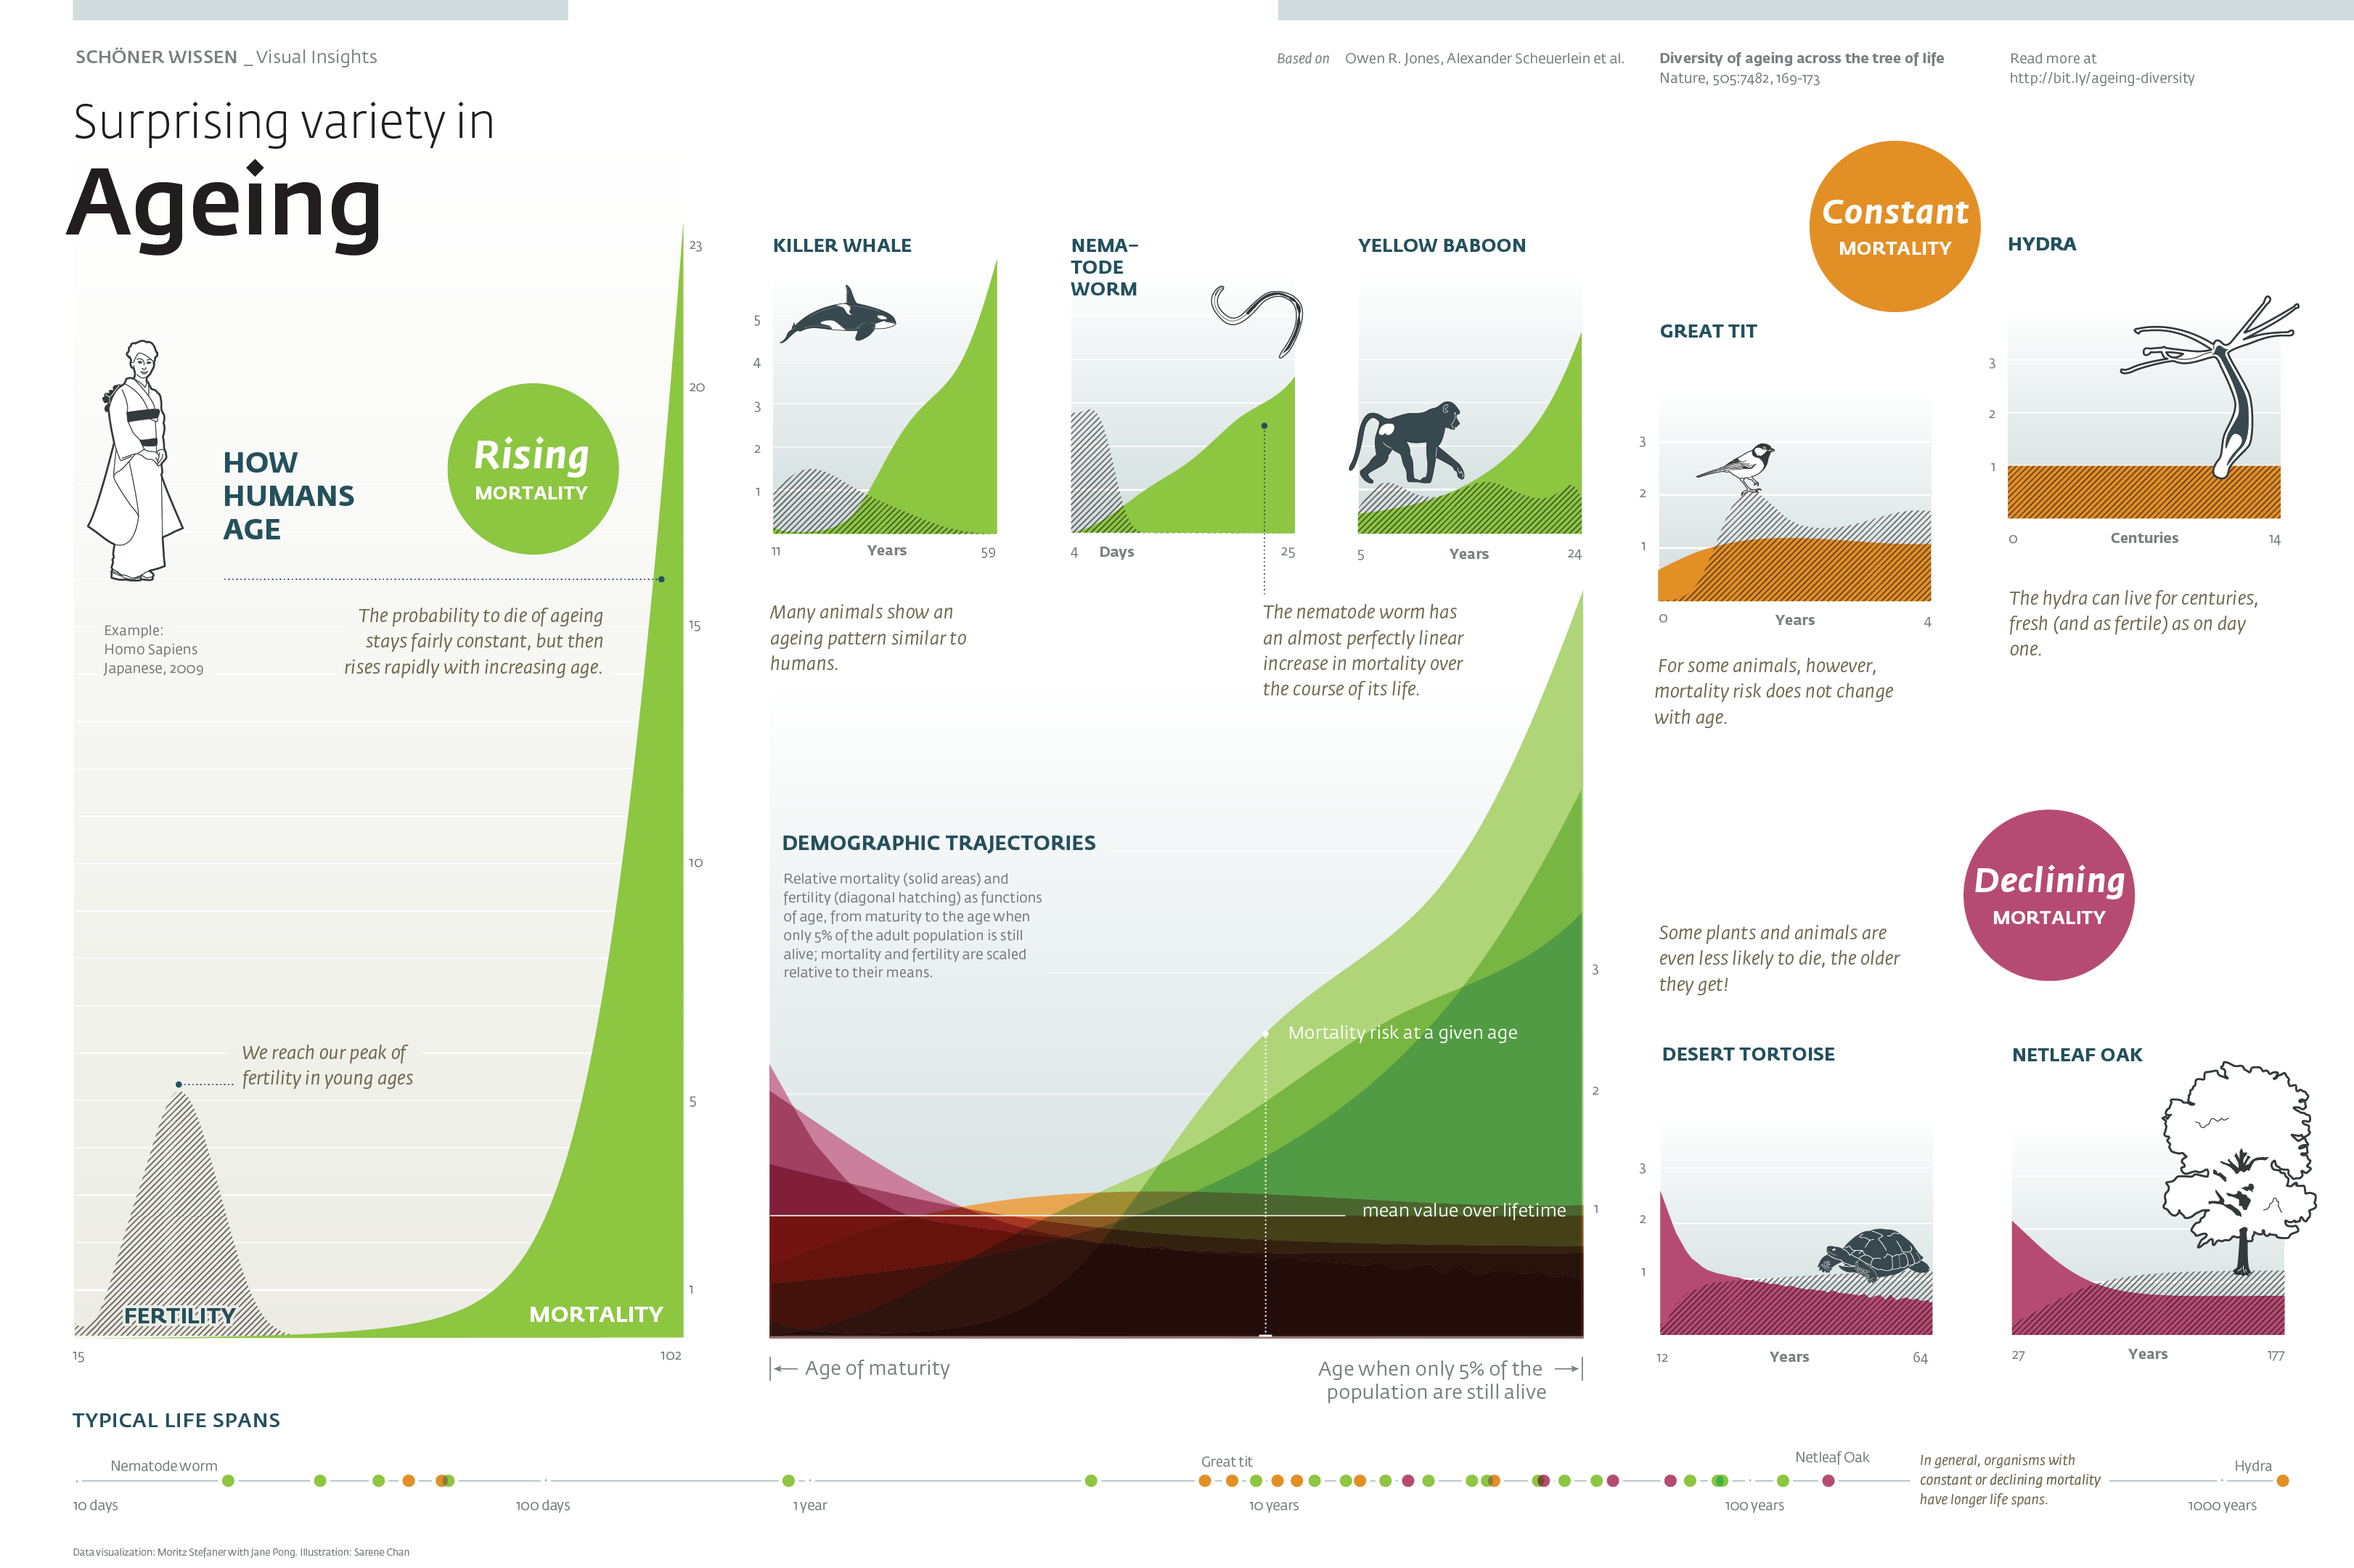 SCHÖNER WISSEN _ Visual Insights
Based on Owen R. Jones, Alexander Scheuerlein et al.
Diversity of ageing across the tree of life
Nature, 505:7482, 169-173
Read more at
http://bit.ly/ageing-diversity
Surprising variety in
Ageing
HOW
HUMANS
AGE
Rising
MORTALITY
Example:
Homo Sapiens
Japanese, 2009
The probability to die of ageing
stays fairly constant, but then
rises rapidly with increasing age.
We reach our peak of
fertility in young ages
FERTILITY
MORTALITY
23
20
15
10
5
1
15
102
KILLER WHALE
5
4
3
2
1
11
Years
59
Many animals show an
ageing pattern similar to
humans.
NEMA–
TODE
WORM
4
Days
25
The nematode worm has
an almost perfectly linear
increase in mortality over
the course of its life.
YELLOW BABOON
5
Years
24
Constant
MORTALITY
GREAT TIT
3
2
1
0
Years
4
For some animals, however,
mortality risk does not change
with age.
HYDRA
3
2
1
0
Centuries
14
The hydra can live for centuries,
fresh (and as fertile) as on day
one.
DEMOGRAPHIC TRAJECTORIES
Relative mortality (solid areas) and
fertility (diagonal hatching) as functions
of age, from maturity to the age when
only 5% of the adult population is still
alive; mortality and fertility are scaled
relative to their means.
Mortality risk at a given age
mean value over lifetime
3
2
1
Age of maturity
Age when only 5% of the
population are still alive
Declining
MORTALITY
Some plants and animals are
even less likely to die, the older
they get!
DESERT TORTOISE
3
2
1
12
Years
64
NETLEAF OAK
27
Years
177
TYPICAL LIFE SPANS
Nematode worm
Great tit
Netleaf Oak
Hydra
In general, organisms with
constant or declining mortality
have longer life spans.
10 days
100 days
1 year
10 years
100 years
1000 years
Data visualization: Moritz Stefaner with Jane Pong. Illustration: Sarene Chan